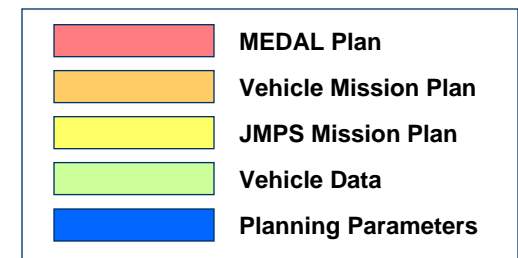 MEDAL Plan
Vehicle Mission Plan
JMPS Mission Plan
Vehicle Data
Planning Parameters